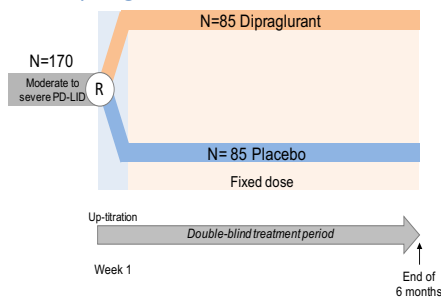 N=85 Dipraglurant
N=170
Moderate to
severe PD-LID
R
N= 85 Placebo
Fixed dose
Up-titration
Double-blind treatment period
Week 1
End of
6 months